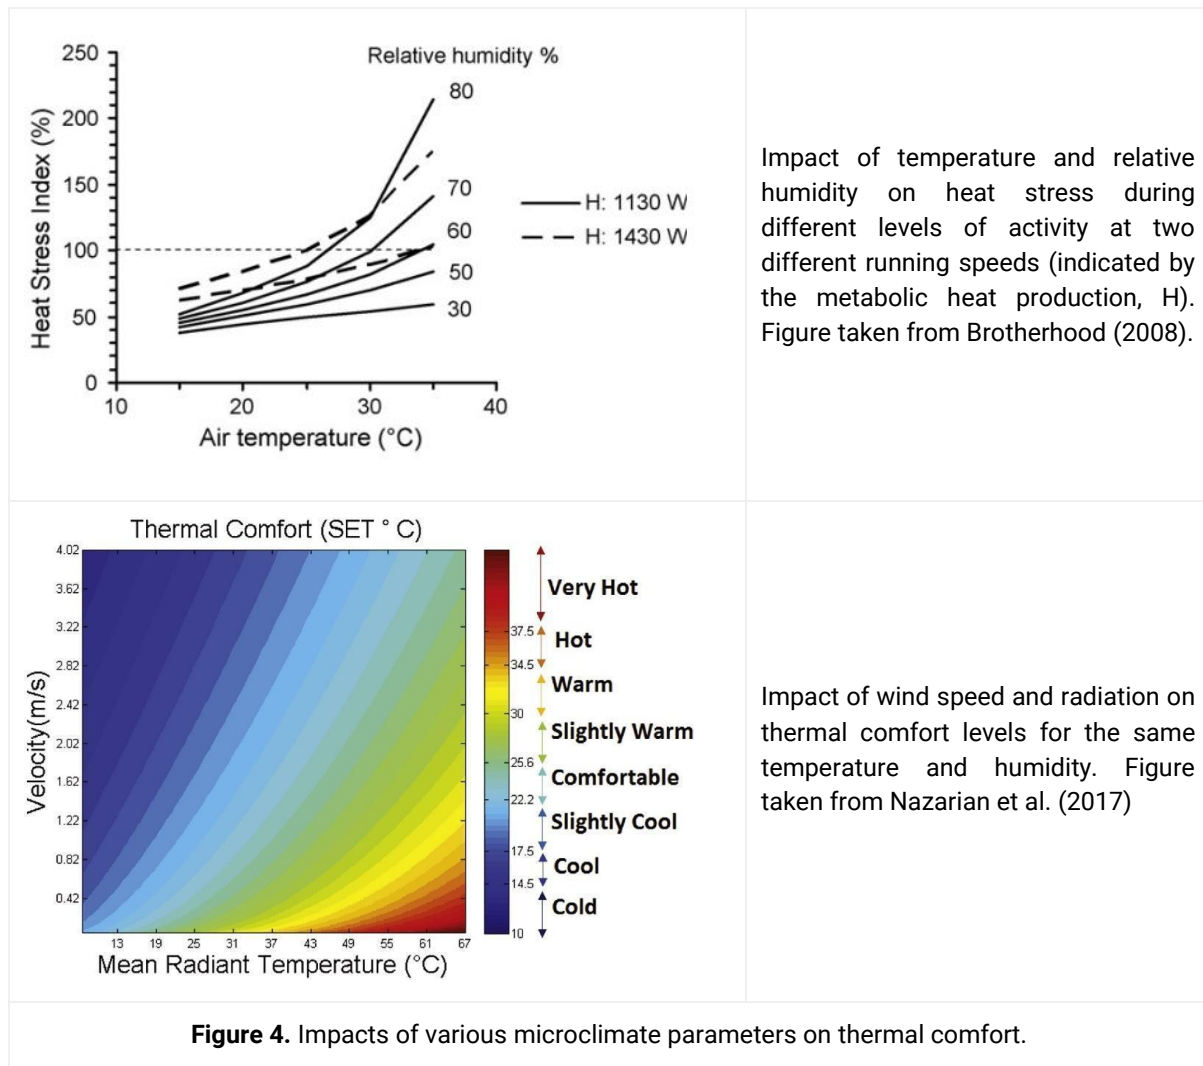 Relative humidity %
250
200
150
100
50
0
Heat Stress Index (%)
80
70
60
50
30
H: 1130 W
H: 1430 W
10
20
30
40
Air temperature (°C)
Impact of temperature and relative
humidity on heat stress during
different levels of activity at two
different running speeds (indicated by
the metabolic heat production, H).
Figure taken from Brotherhood (2008).
Thermal Comfort (SET ° C)
4.02
3.62
3.22
2.82
2.42
2.02
1.62
1.22
0.82
0.42
Velocity(m/s)
13
19
25
31
37
43
49
55
61
67
Mean Radiant Temperature (°C)
37.5
34.5
30
25.6
22.2
17.5
14.5
10
Very Hot
Hot
Warm
Slightly Warm
Comfortable
Slightly Cool
Cool
Cold
Impact of wind speed and radiation on
thermal comfort levels for the same
temperature and humidity. Figure
taken from Nazarian et al. (2017)
Figure 4. Impacts of various microclimate parameters on thermal comfort.